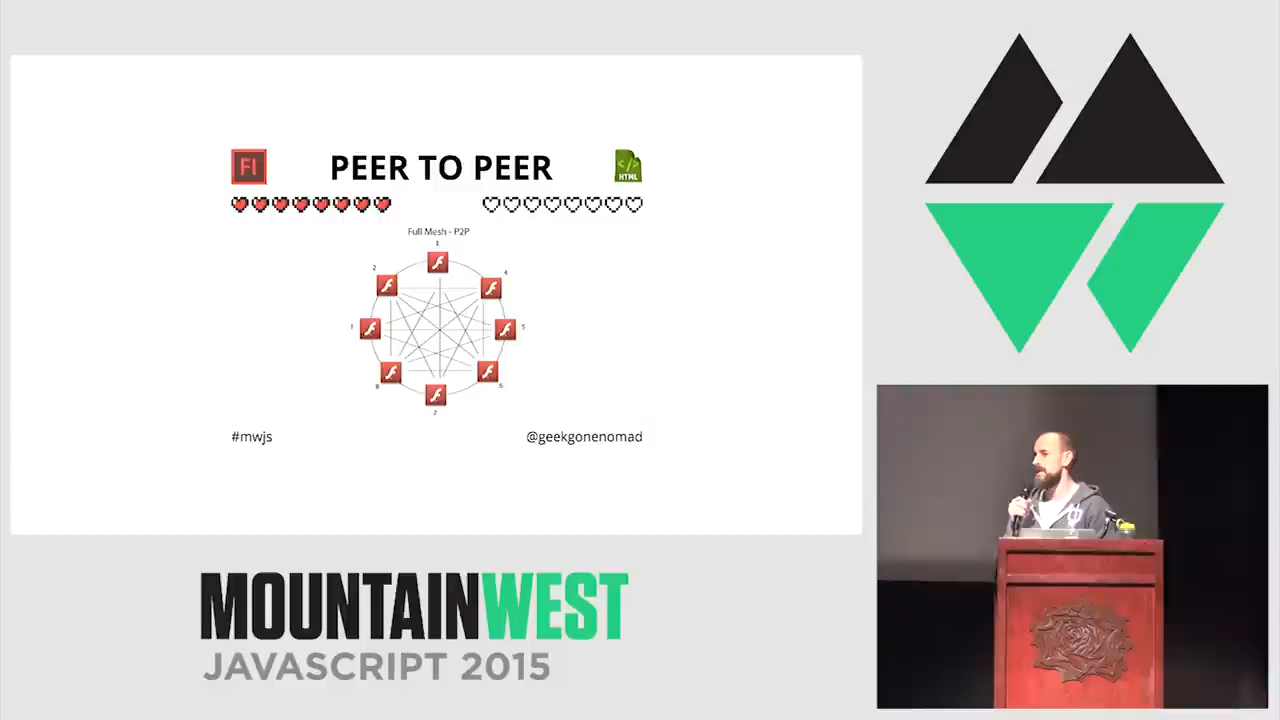 Fl
PEER TO PEER
</>
HTML
Full Mesh - P2P
3
2
4
1
5
8
6
7
#mwjs
@geekgonenomad
MOUNTAINWEST
JAVASCRIPT 2015